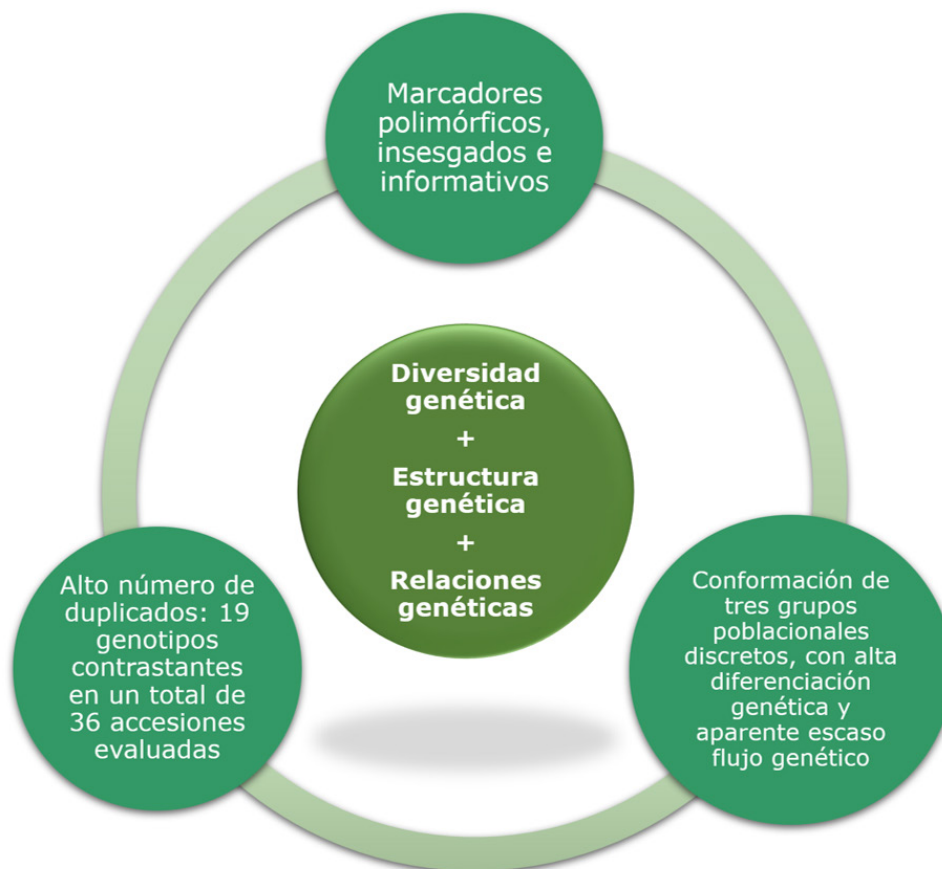 Marcadores
polimórficos,
insesgados e
informativos
Diversidad
genética
+
Estructura
genética
+
Relaciones
genéticas
Alto número de
duplicados: 19
genotipos
contrastantes
en un total de
36 accesiones
evaluadas
Conformación de
tres grupos
poblacionales
discretos, con alta
diferenciación
genética y
aparente escaso
flujo genético